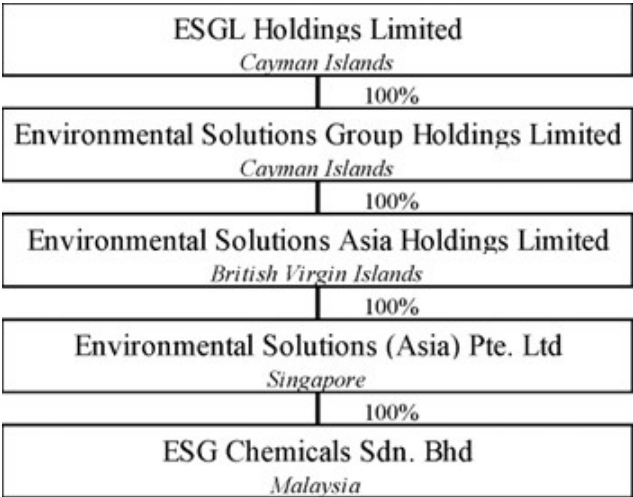 ESGL Holdings Limited
Cayman Islands
100%
Environmental Solutions Group Holdings Limited
Cayman Islands
100%
Environmental Solutions Asia Holdings Limited
British Virgin Islands
100%
Environmental Solutions (Asia) Pte. Ltd
Singapore
100%
ESG Chemicals Sdn. Bhd
Malaysia